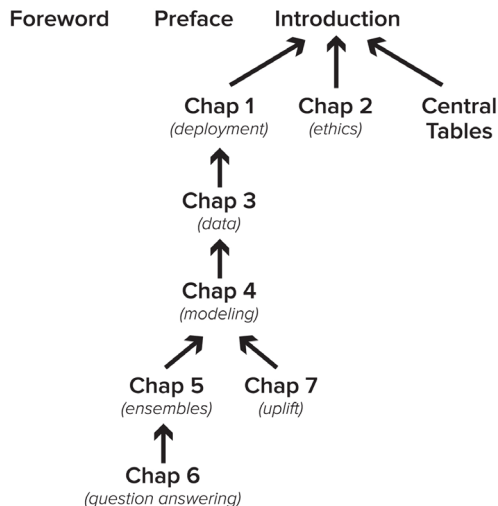 Foreword Preface Introduction
Chap 1 Chap 2 Central
(deployment) (ethics) Tables
Chap 3
(data)
Chap 4
(modeling)
Chap 5 Chap 7
(ensembles) (uplift)
Chap 6
(question answering)